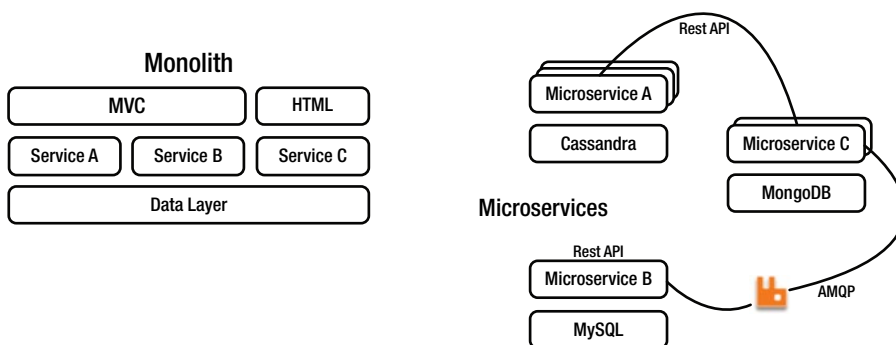 Monolith
MVC
HTML
Service A
Service B
Service C
Data Layer
Rest API
Microservice A
Cassandra
Microservice C
MongoDB
Microservices
Rest API
Microservice B
MySQL
AMQP